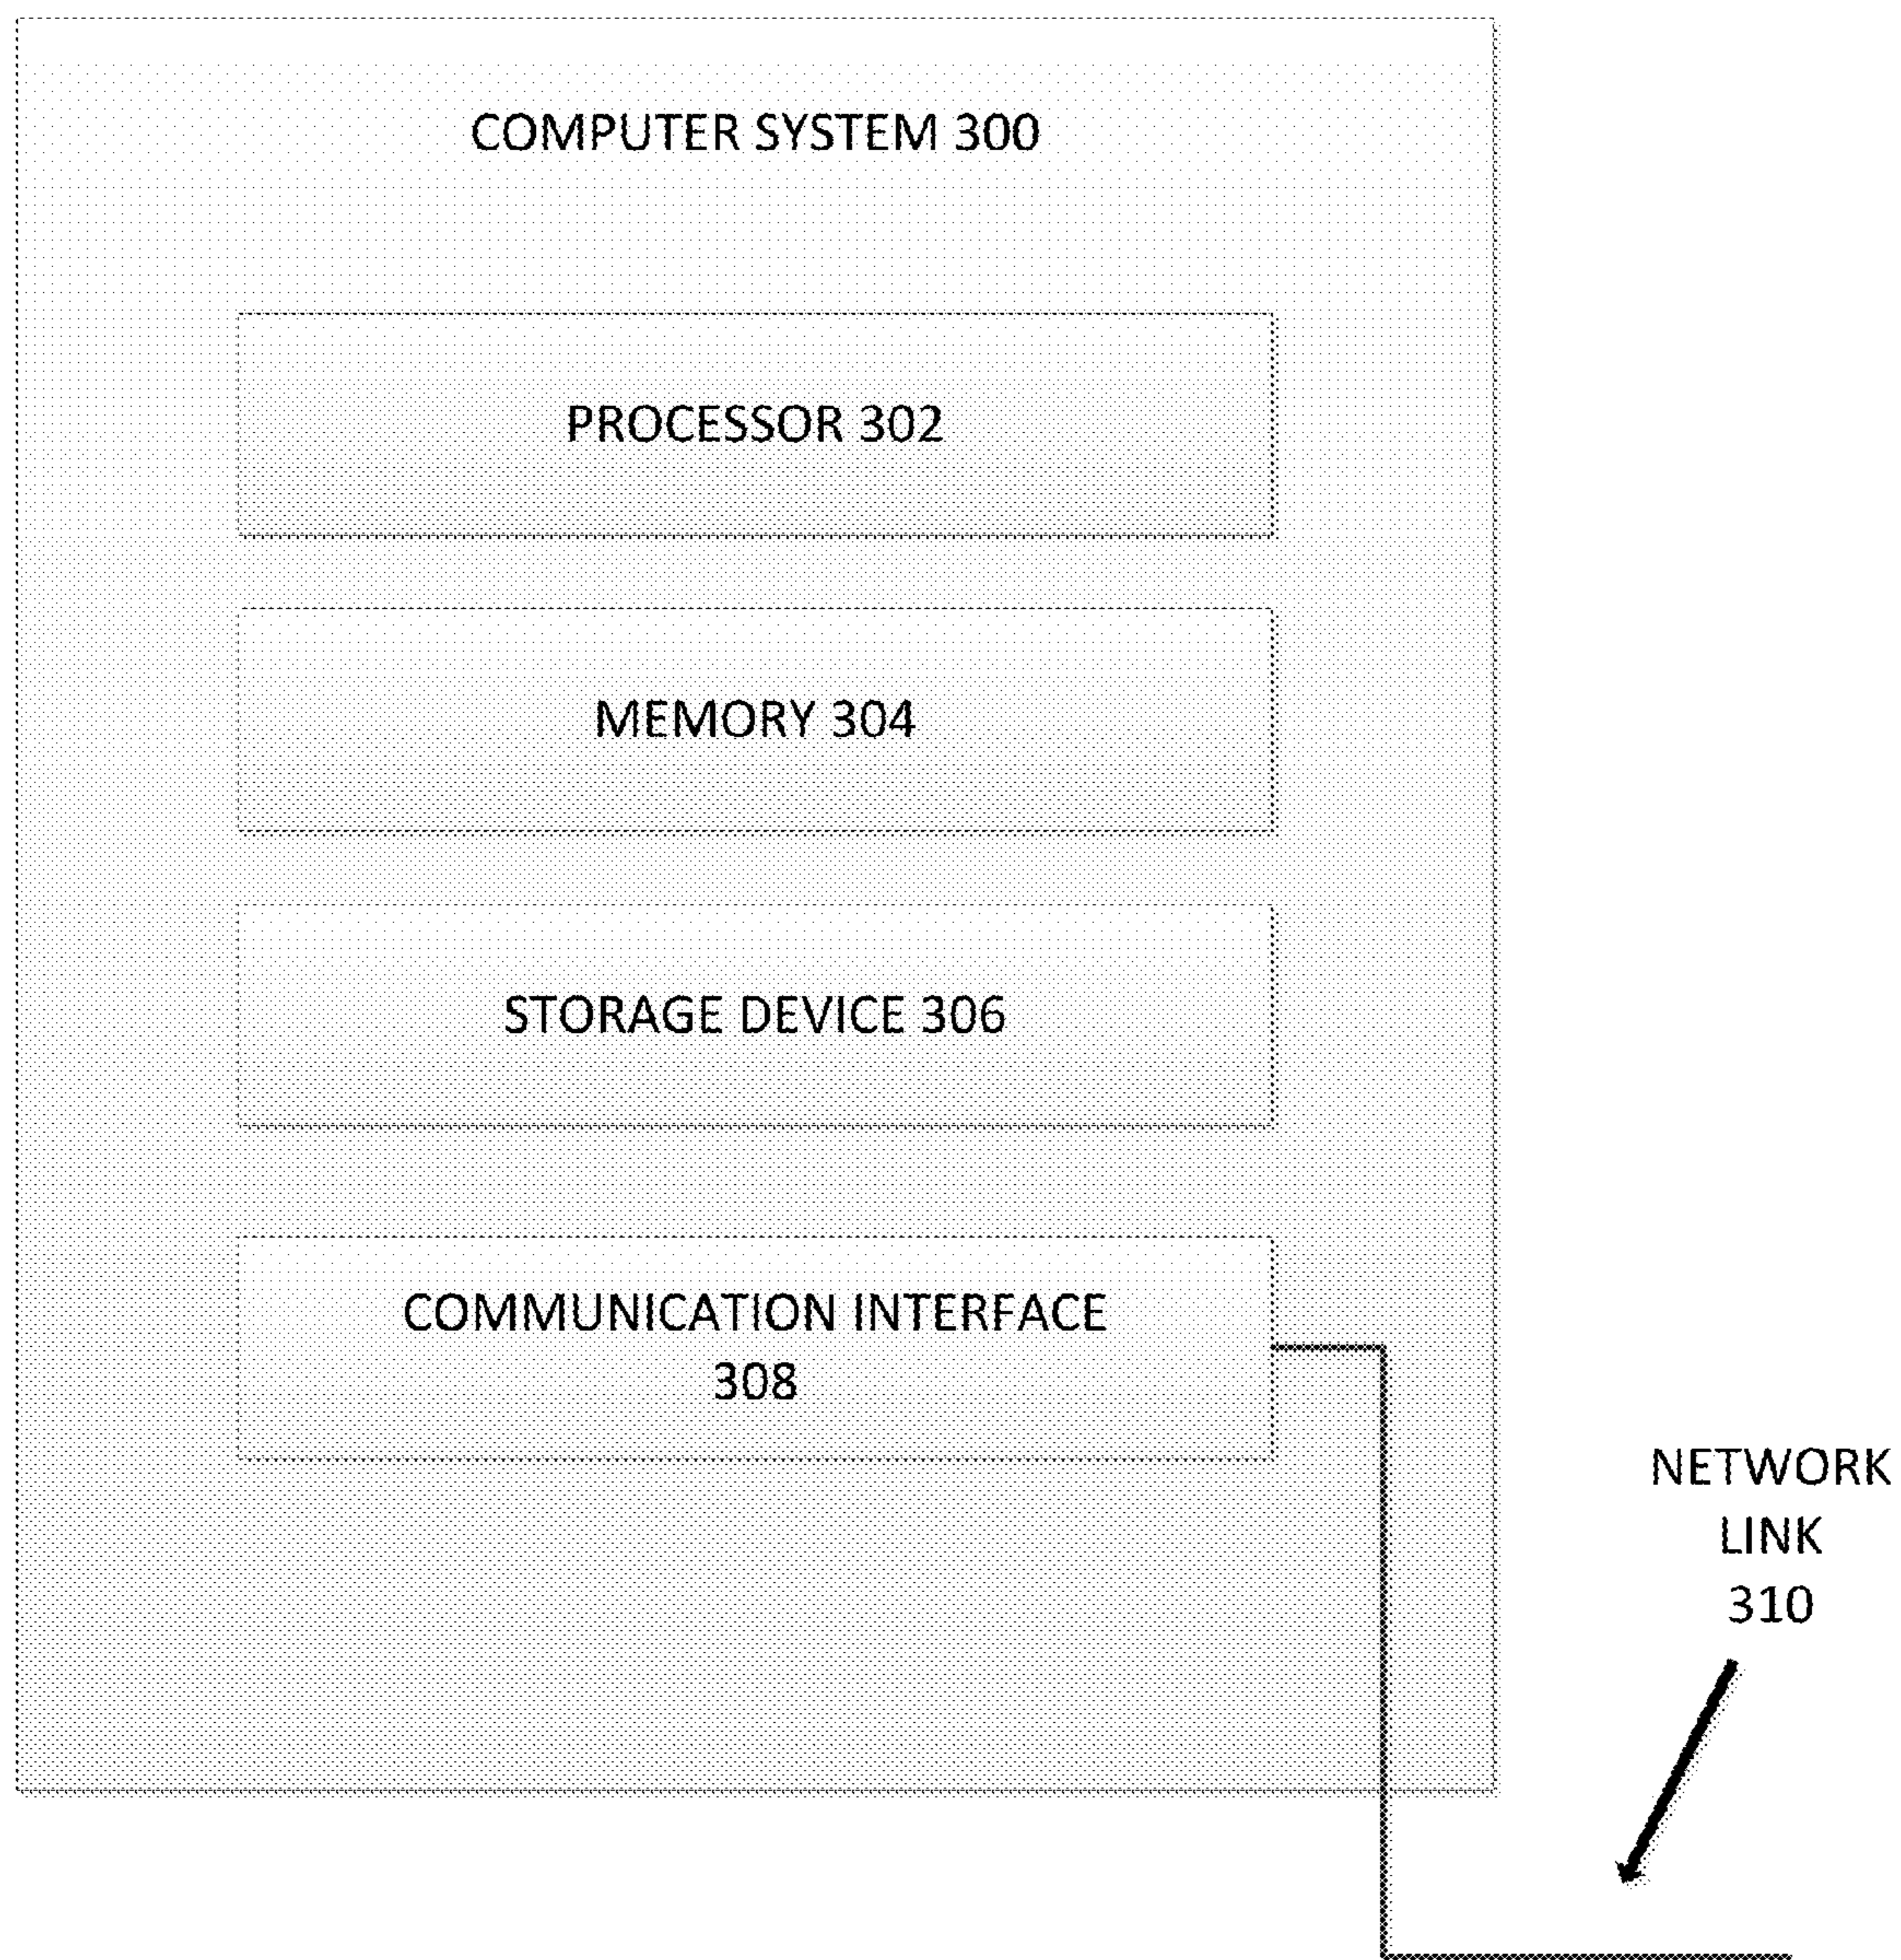 COMPUTER SYSTEM 300
PROCESSOR 302
MEMORY 304
STORAGE DEVICE 306
COMMUNICATION INTERFACE
308
NETWORK
LINK
310